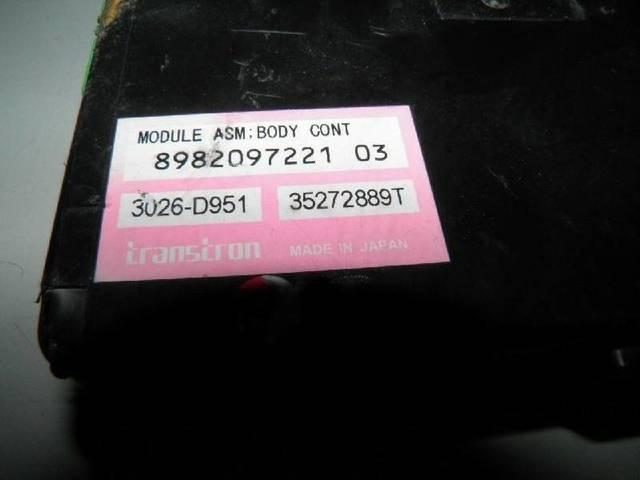 MODULE ASM;BODY CONT
8982097221 03
3026-D951 35272889T
transtron MADE IN JAPAN